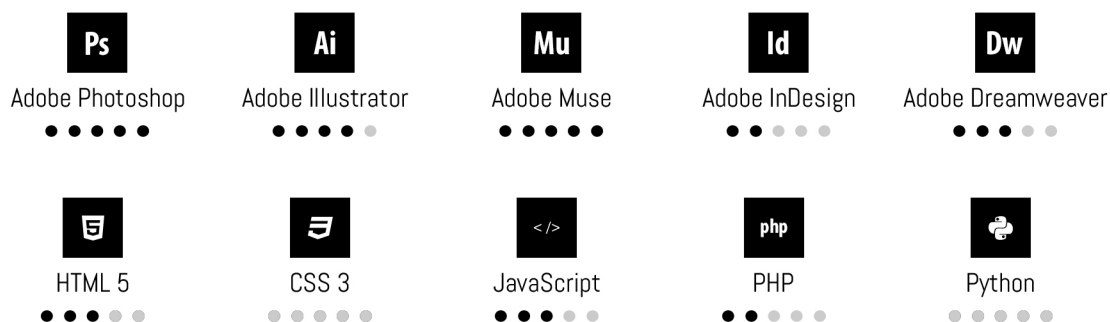 Ps Ai Mu Id Dw
Adobe Photoshop Adobe Illustrator Adobe Muse Adobe InDesign Adobe Dreamweaver
5 3 </> php
HTML 5 CSS 3 JavaScript PHP Python